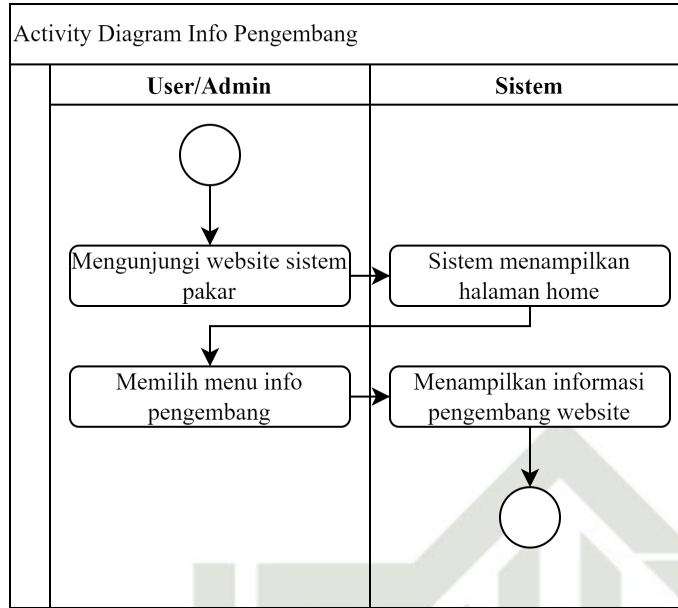 Activity Diagram Info Pengembang
User/Admin
Sistem
Mengunjungi website sistem
pakar
Sistem menampilkan
halaman home
Memilih menu info
pengembang
Menampilkan informasi
pengembang website